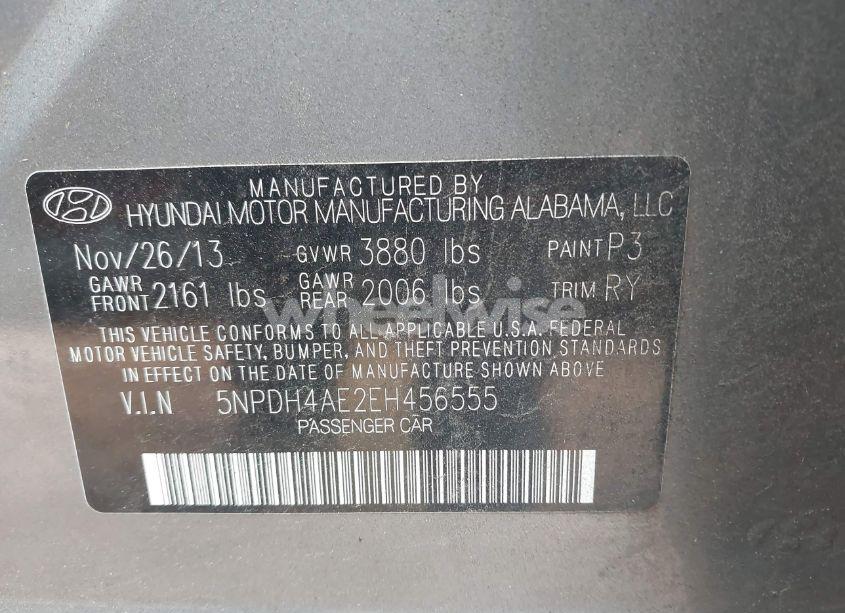 MANUFACTURED BY
HYUNDAI MOTOR MANUFACTURING ALABAMA, LLC
Nov/26/13 GVWR 3880 lbs PAINT P3
GAWR FRONT 2161 lbs GAWR REAR 2006 lbs TRIM RY
wheelwise
THIS VEHICLE CONFORMS TO ALL APPLICABLE U.S.A. FEDERAL
MOTOR VEHICLE SAFETY, BUMPER, AND THEFT PREVENTION STANDARDS
IN EFFECT ON THE DATE OF MANUFACTURE SHOWN ABOVE
V.I.N 5NPDH4AE2EH456555
PASSENGER CAR